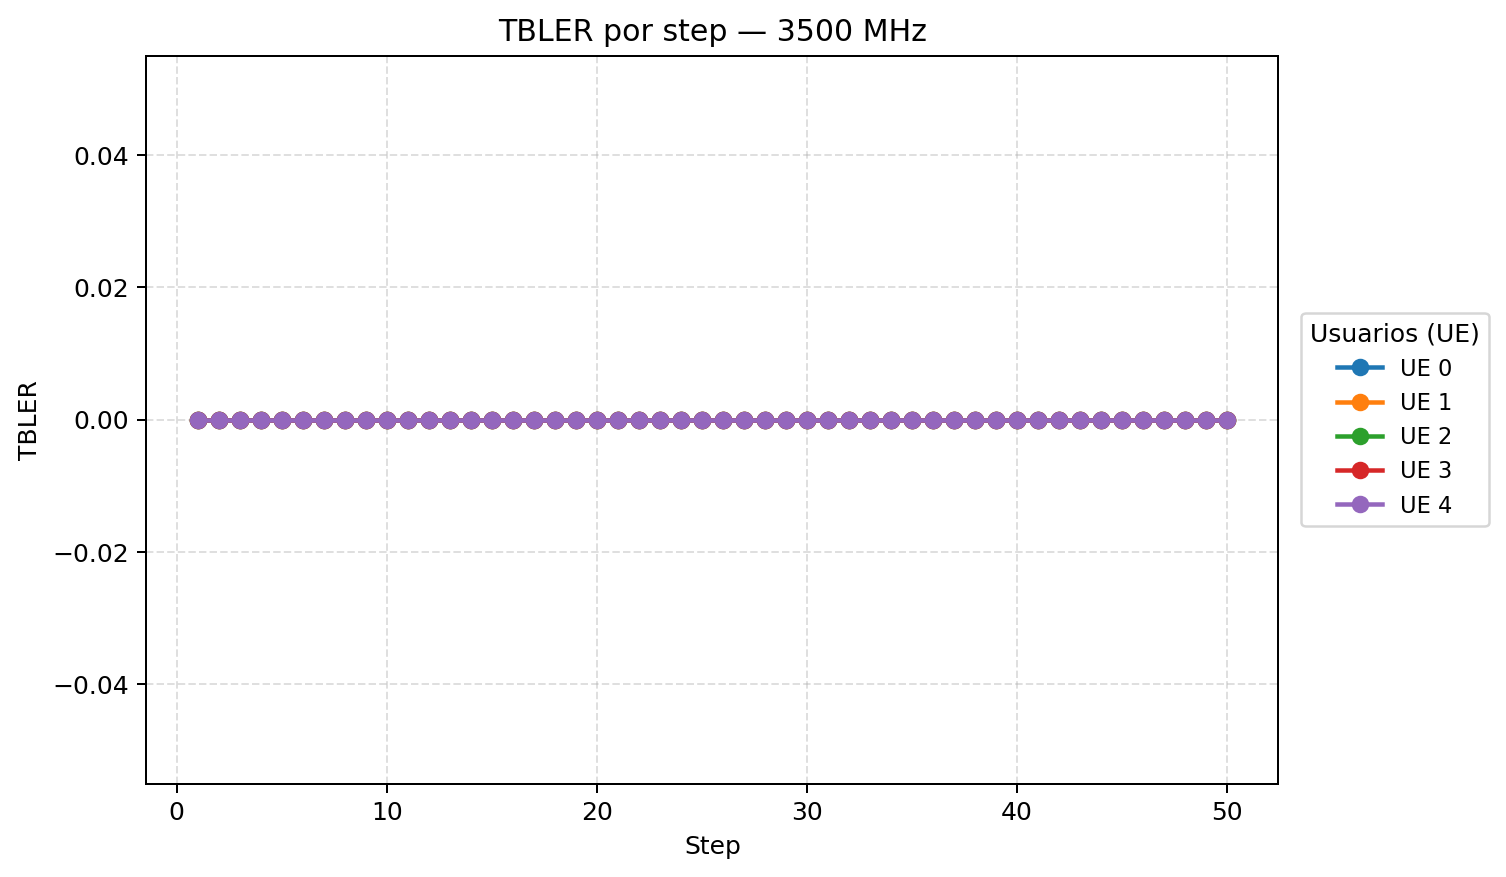 TBLER por step — 3500 MHz
TBLER
0.04
0.02
0.00
−0.02
−0.04
0 10 20 30 40 50
Step
Usuarios (UE)
UE 0
UE 1
UE 2
UE 3
UE 4